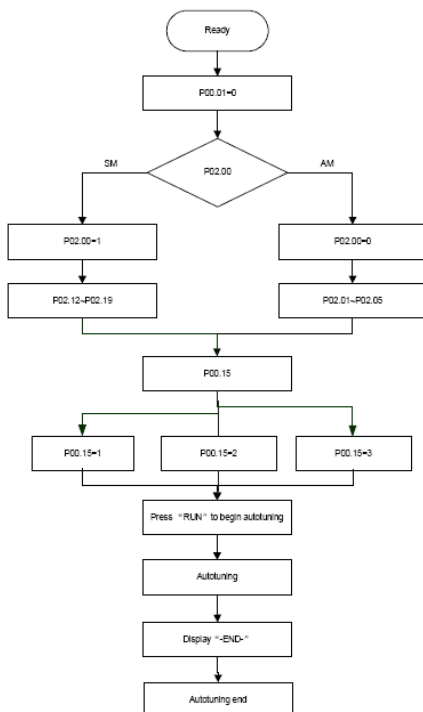 Ready
P00.01=0
SM
P02.00
AM
P02.00=1
P02.00=0
P02.12~P02.19
P02.01~P02.05
P00.15
P00.15=1
P00.15=2
P00.15=3
Press “RUN” to begin autotuning
Autotuning
Display “-END-”
Autotuning end